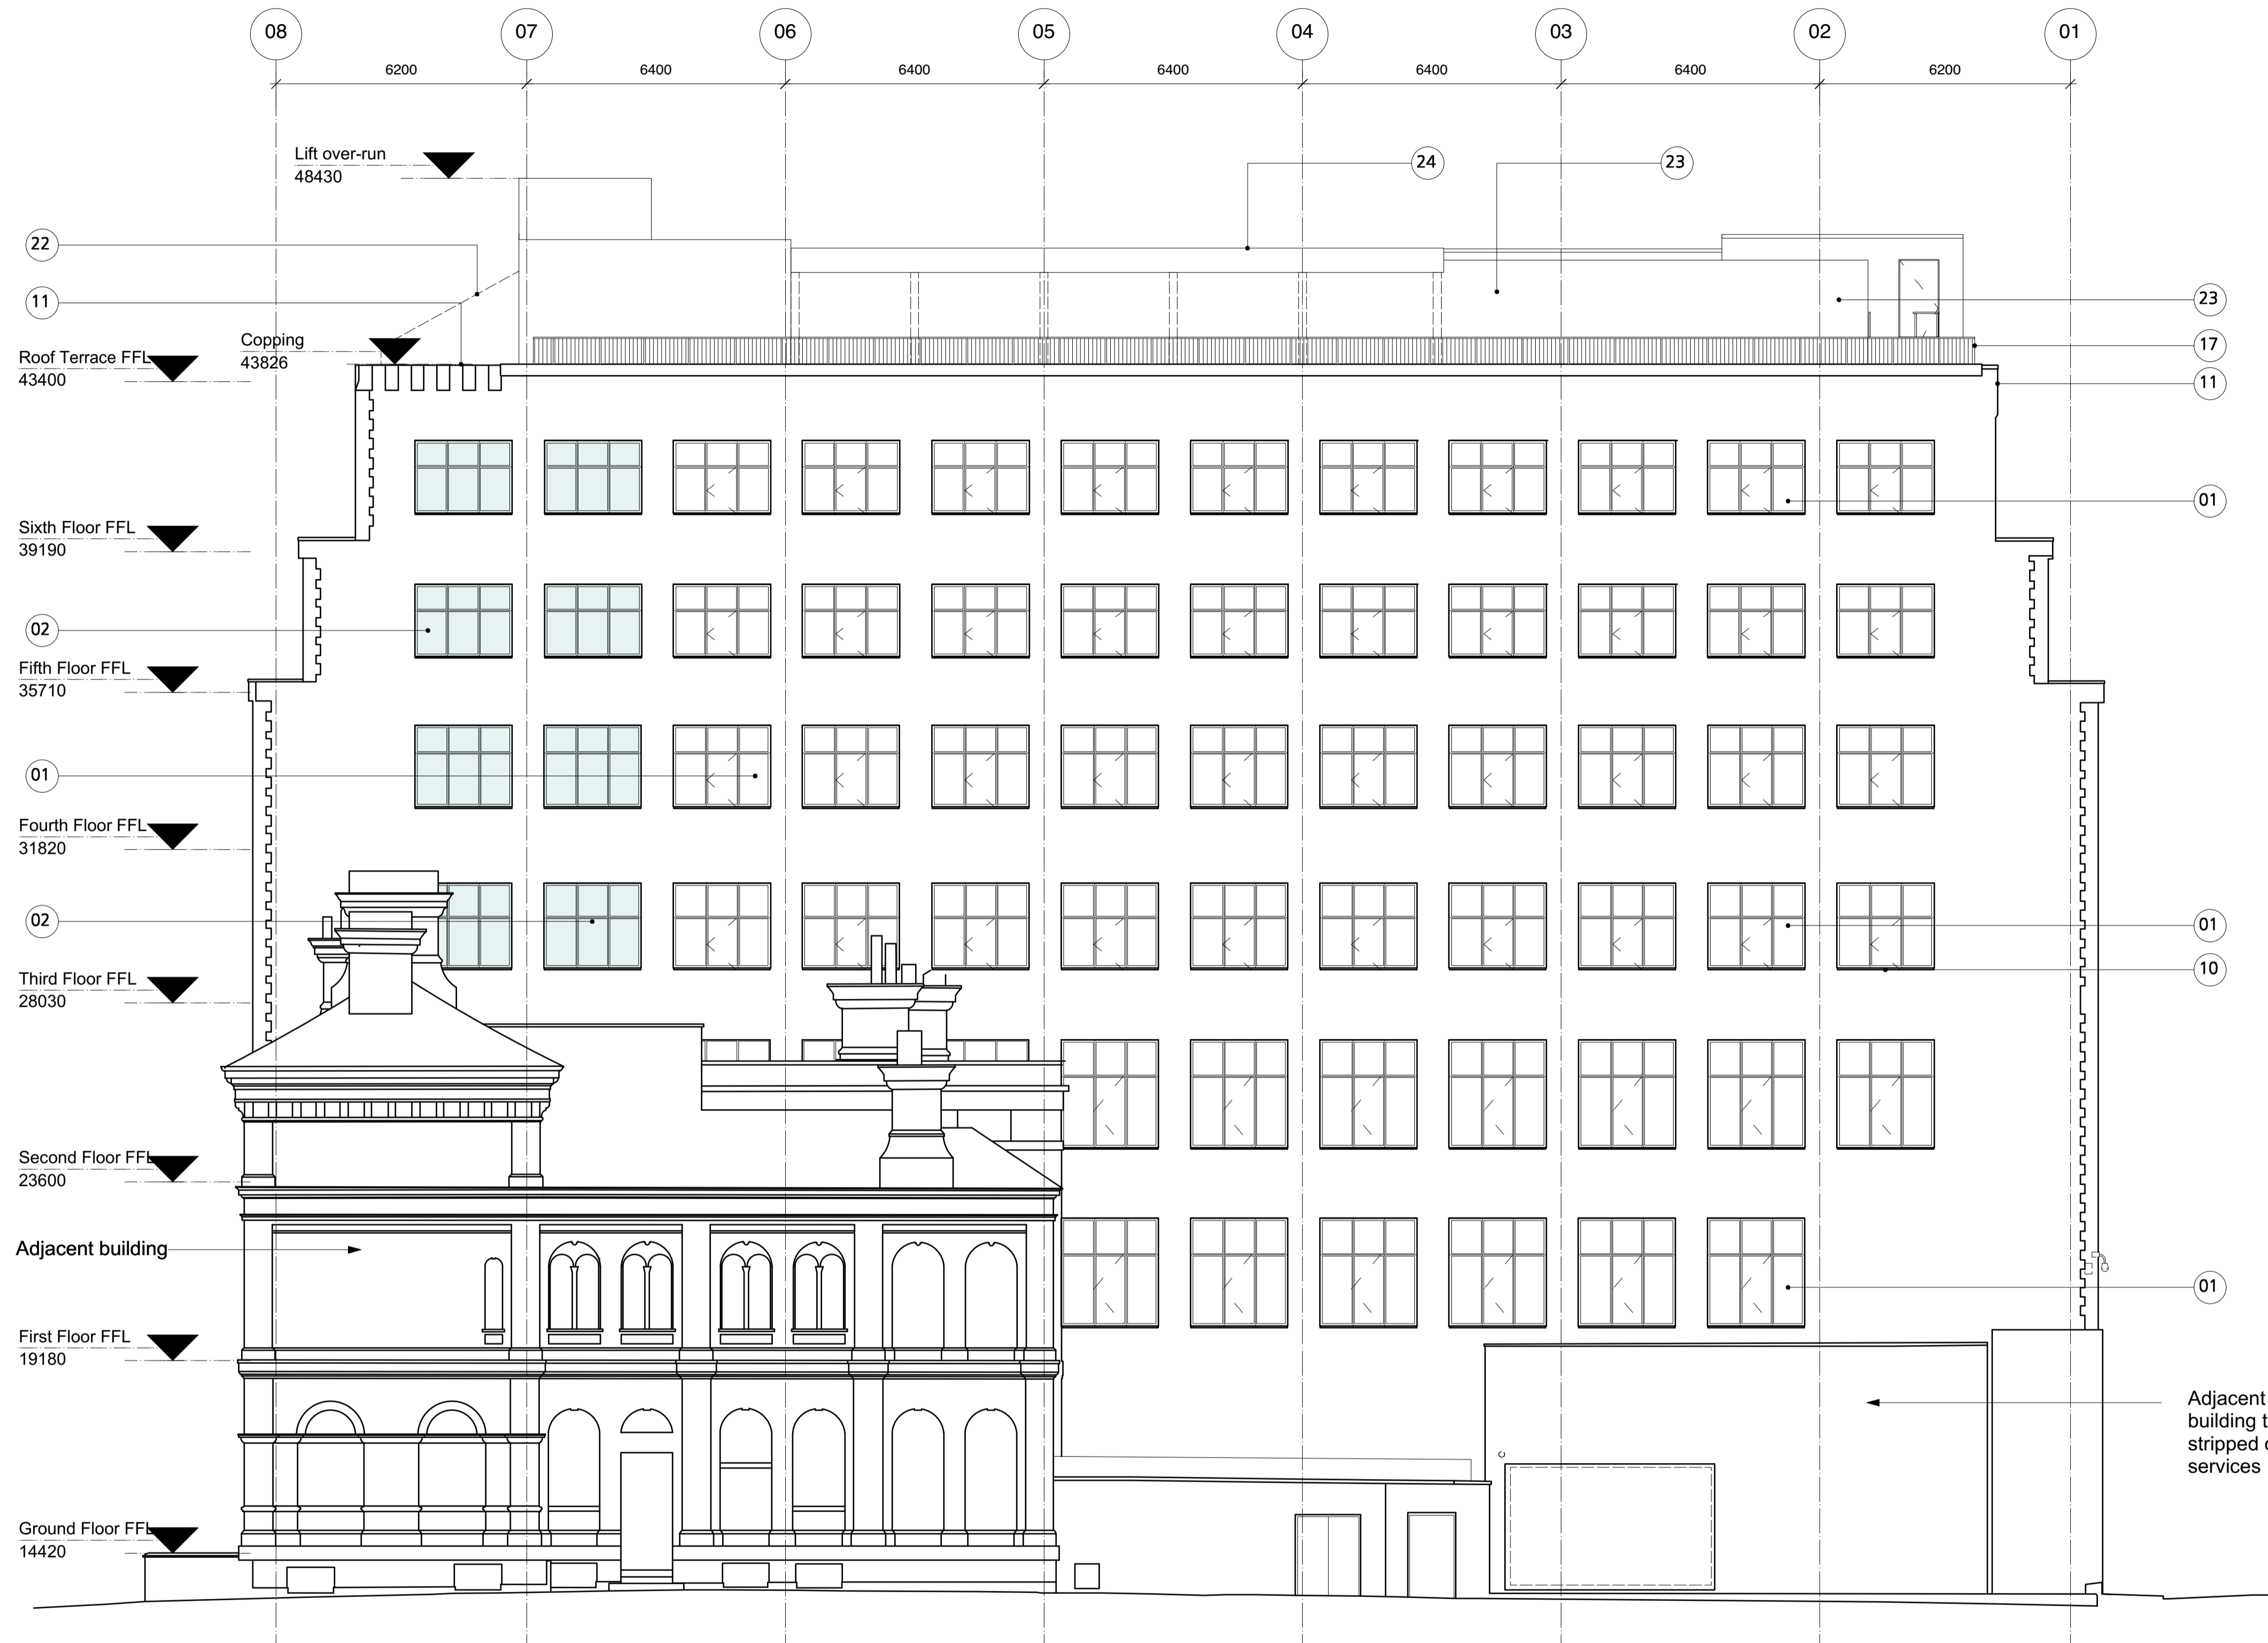 08 07 06 05 04 03 02 01
6200 6400 6400 6400 6400 6400 6200
Lift over-run
48430
24 23
22
11
23
Copping
43826
17
Roof Terrace FFL
43400
11
01
Sixth Floor FFL
39190
02
Fifth Floor FFL
35710
01
Fourth Floor FFL
31820
02
01
10
Third Floor FFL
28030
Second Floor FFL
23600
Adjacent building
01
First Floor FFL
19180
Adjacent
building
stripped
services
Ground Floor FFL
14420